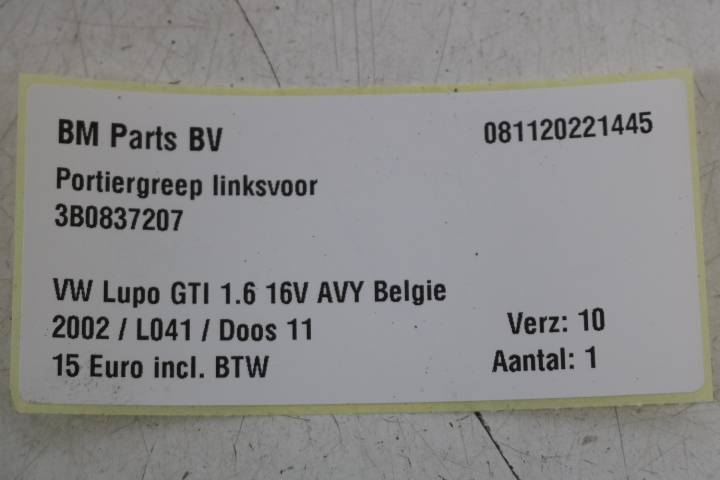 BM Parts BV 081120221445
Portiergreep linksvoor
3B0837207
VW Lupo GTI 1.6 16V AVY Belgie
2002 / L041 / Doos 11 Verz: 10
15 Euro incl. BTW Aantal: 1